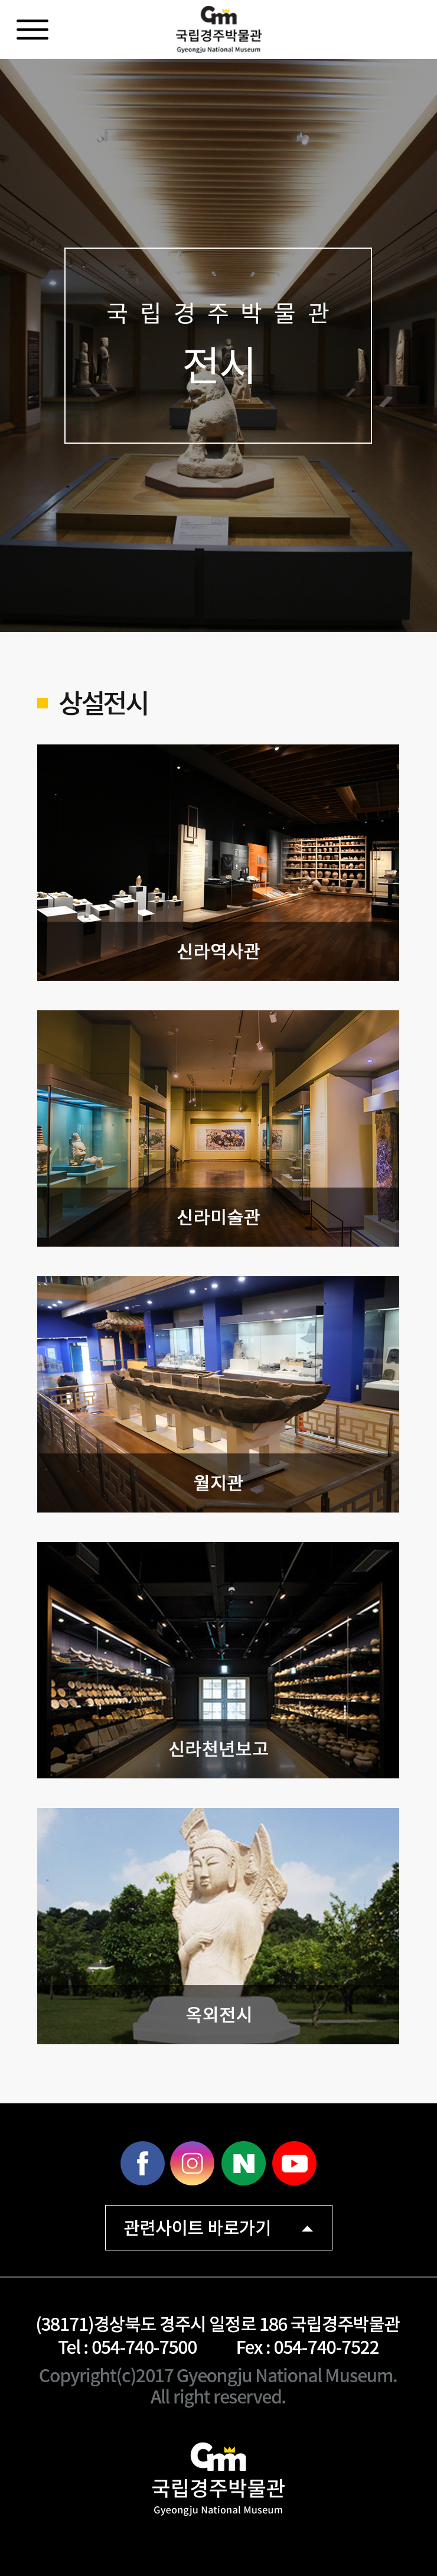 Gnm
국립경주박물관
Gyeongju National Museum
국립경주박물관
전시
상설전시
신라역사관
신라미술관
월지관
신라천년보고
옥외전시
관련사이트 바로가기
(38171)경상북도 경주시 일정로 186 국립경주박물관
Tel : 054-740-7500 Fex : 054-740-7522
Copyright(c)2017 Gyeongju National Museum.
All right reserved.
Gnm
국립경주박물관
Gyeongju National Museum